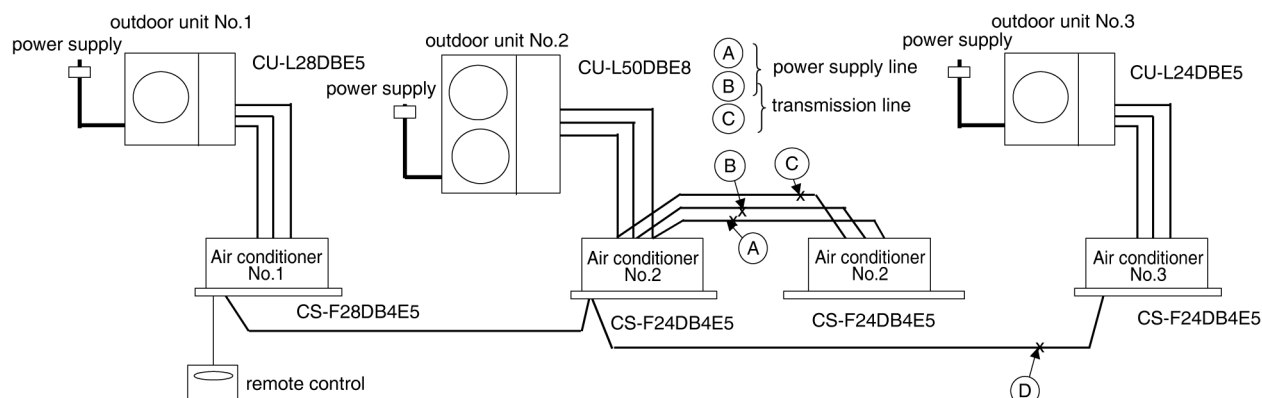 outdoor unit No.1
power supply
CU-L28DBE5
outdoor unit No.2
power supply
CU-L50DBE8
A
B
C
power supply line
transmission line
outdoor unit No.3
power supply
CU-L24DBE5
B
C
A
Air conditioner
No.1
Air conditioner
No.2
Air conditioner
No.2
Air conditioner
No.3
CS-F28DB4E5
CS-F24DB4E5
CS-F24DB4E5
CS-F24DB4E5
remote control
D